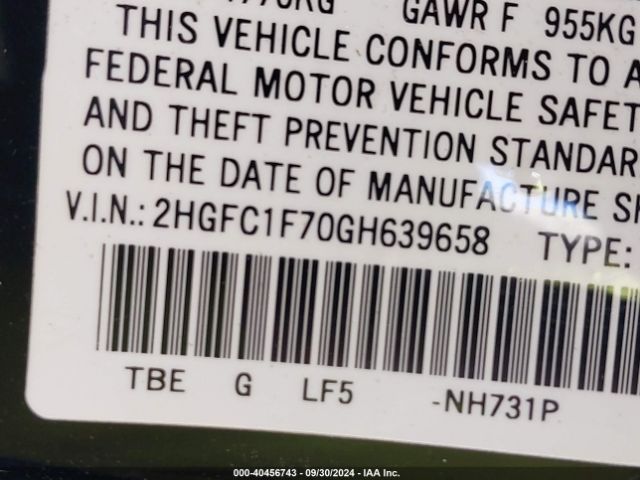 GAWR F 955KG
THIS VEHICLE CONFORMS TO A
FEDERAL MOTOR VEHICLE SAFET
AND THEFT PREVENTION STANDAR
ON THE DATE OF MANUFACTURE SH
V.I.N.: 2HGFC1F70GH639658 TYPE:
TBE G LF5 -NH731P
000-40456743 - 09/30/2024 - IAA Inc.